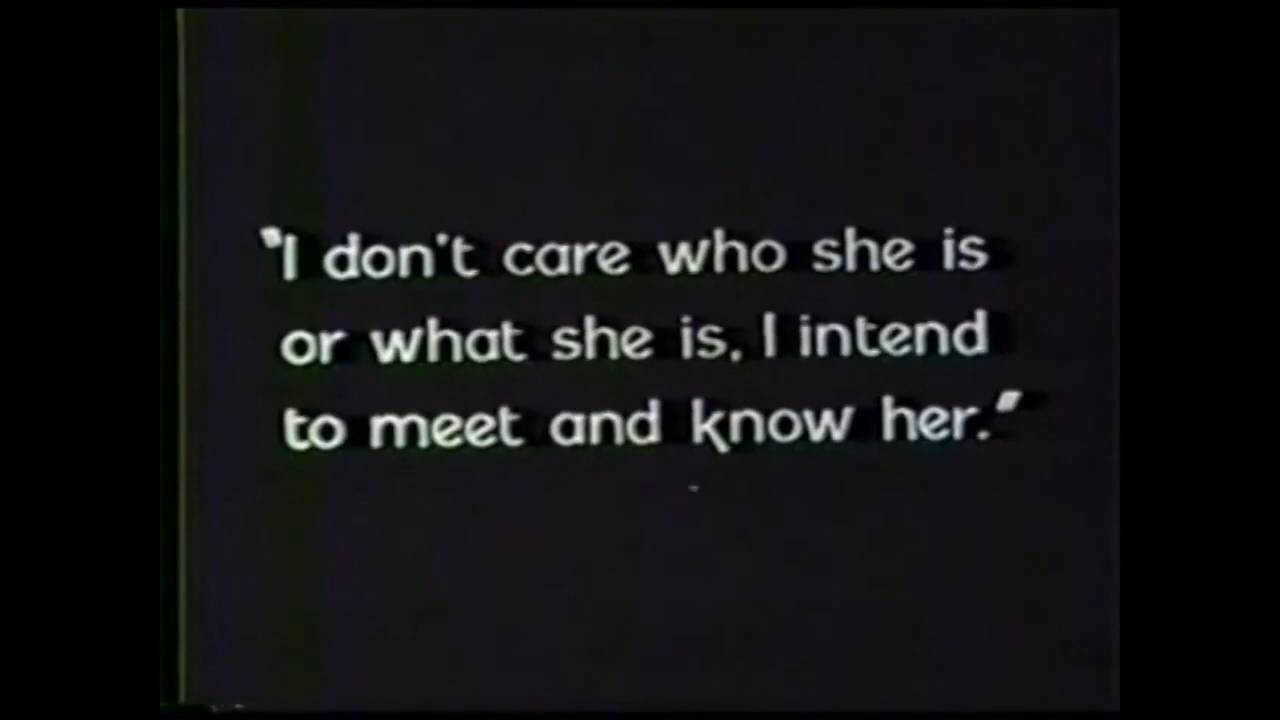 "I don't care who she is
or what she is, I intend
to meet and know her."